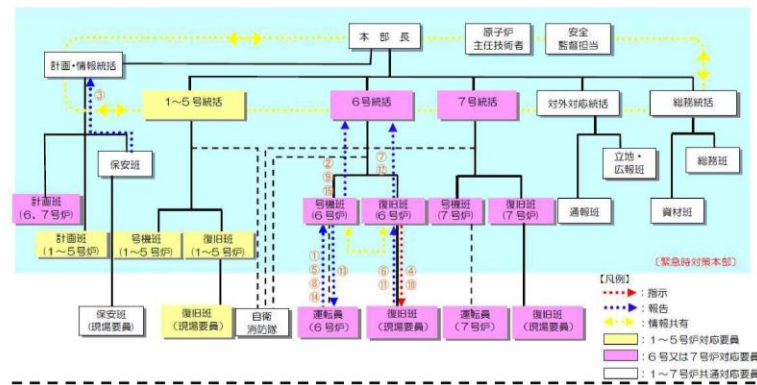 本部長
原子炉
主任技術者
安全
監督担当
計画・情報統括
③
1～5号統括
6号統括
7号統括
対外対応統括
総務統括
保安班
②
⑨
⑦
立地・
広報班
総務班
計画班
(6、7号炉)
号機班
(6号炉)
復旧班
(6号炉)
号機班
(7号炉)
復旧班
(7号炉)
通報班
資材班
計画班
(1～5号炉)
号機班
(1～5号炉)
復旧班
(1～5号炉)
〔緊急時対策本部〕
①
⑤
⑧
⑭
⑬
⑥
⑪
④
⑩
保安班
(現場要員)
復旧班
(現場要員)
自衛
消防隊
運転員
(6号炉)
復旧班
(現場要員)
運転員
(7号炉)
復旧班
(現場要員)
【凡例】
：指示
：報告
：情報共有
：1～5号炉対応要員
：6号又は7号炉対応要員
：1～7号炉共通対応要員